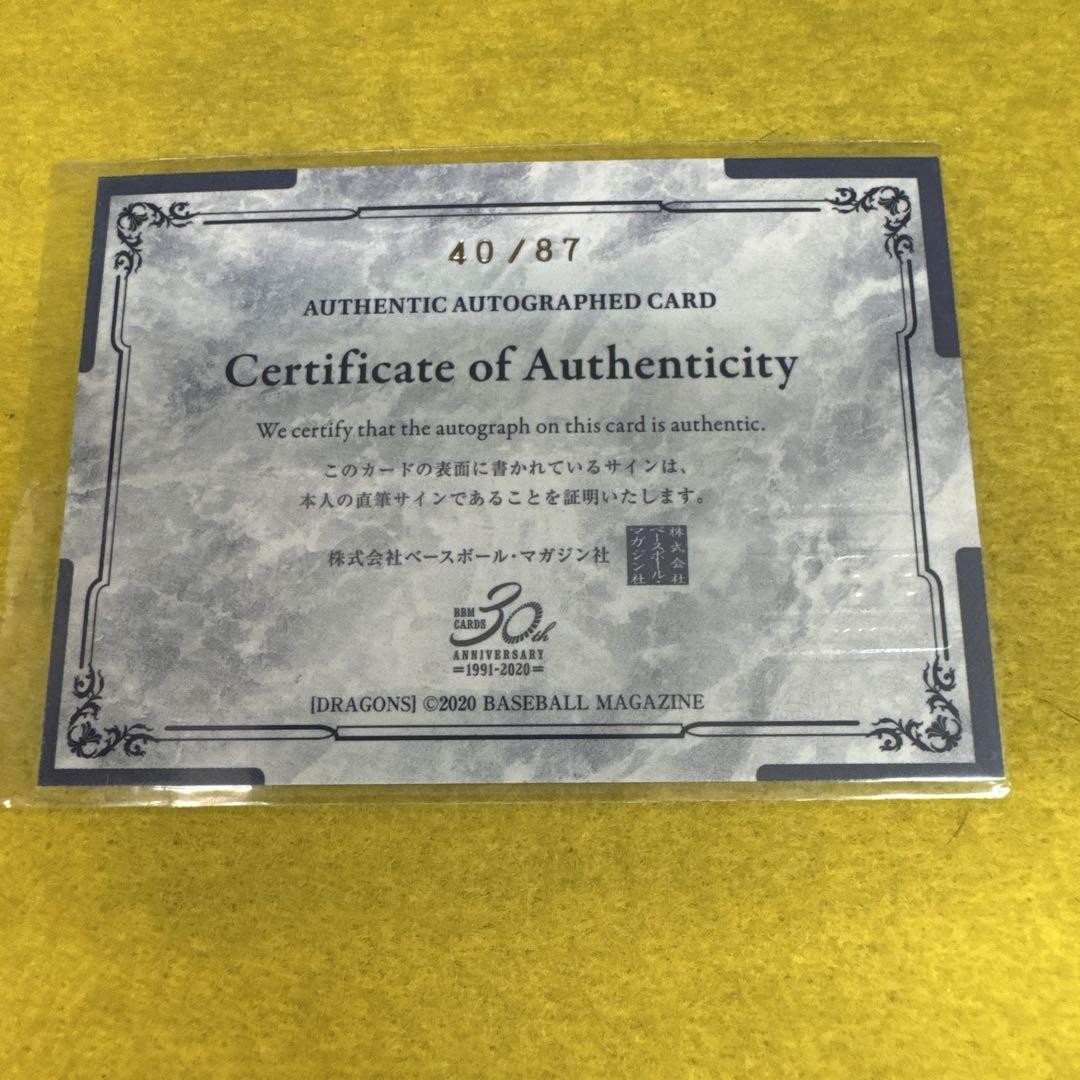 40/87
AUTHENTIC AUTOGRAPHED CARD
Certificate of Authenticity
We certify that the autograph on this card is authentic.
このカードの表面に書かれているサインは、
本人の直筆サインであることを証明いたします。
株式会社ベースボール・マガジン社
株式会社
ベースボール・
マガジン社
BBM
CARDS
30th
ANNIVERSARY
=1991-2020=
[DRAGONS] ©2020 BASEBALL MAGAZINE